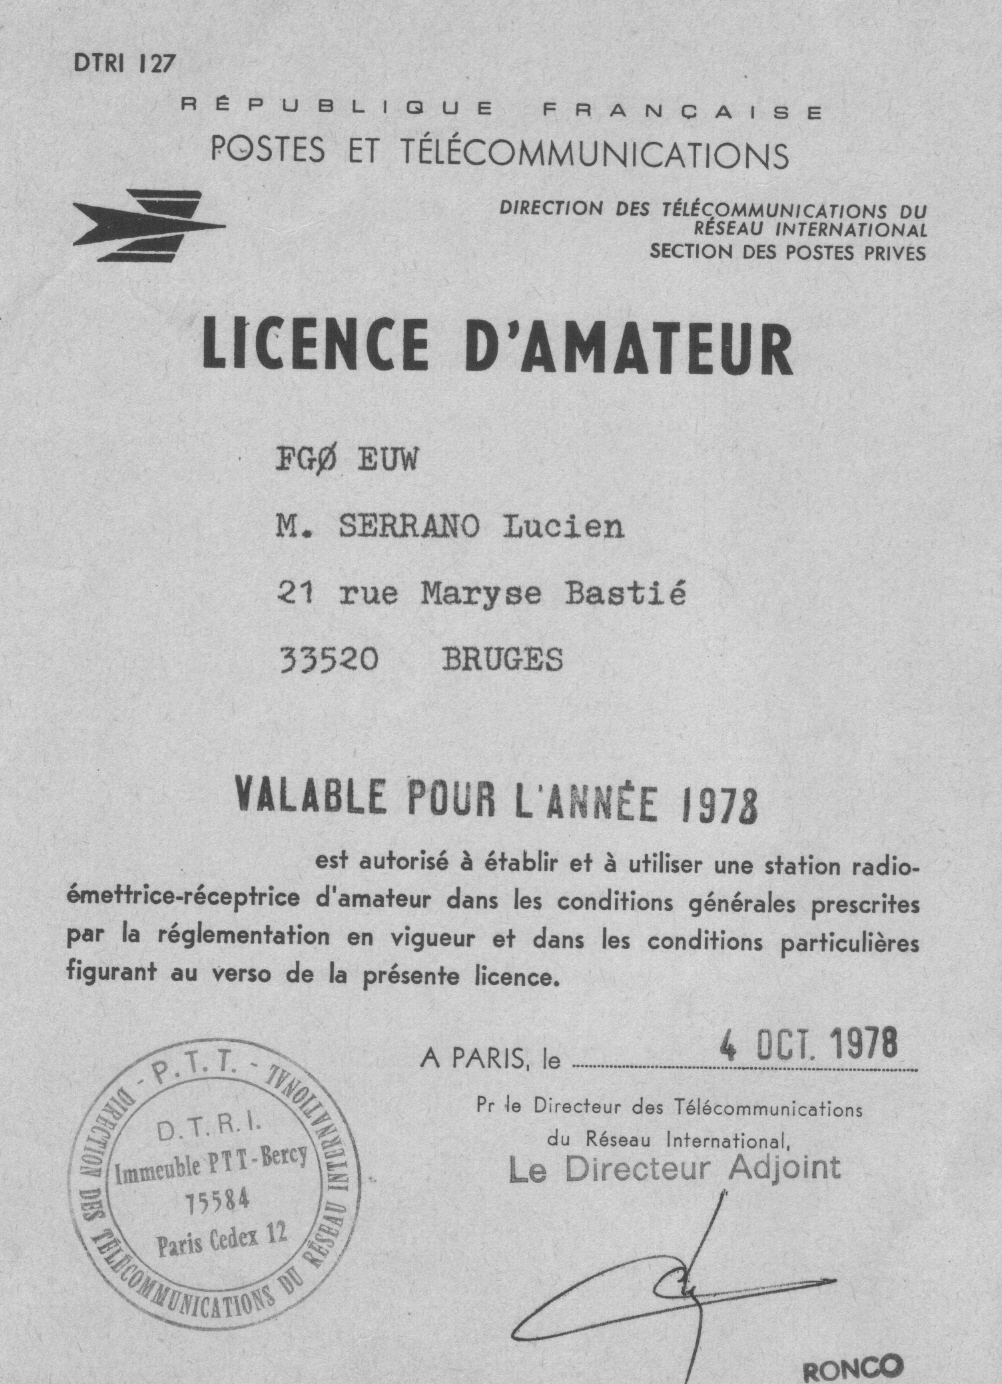 DTRI 127
RÉPUBLIQUE FRANÇAISE
POSTES ET TÉLÉCOMMUNICATIONS
DIRECTION DES TÉLÉCOMMUNICATIONS DU
RÉSEAU INTERNATIONAL
SECTION DES POSTES PRIVÉS
LICENCE D'AMATEUR
FGØ EUW
M. SERRANO Lucien
21 rue Maryse Bastié
33520 BRUGES
VALABLE POUR L'ANNÉE 1978
est autorisé à établir et à utiliser une station radio-
émettrice-réceptrice d'amateur dans les conditions générales prescrites
par la réglementation en vigueur et dans les conditions particulières
figurant au verso de la présente licence.
A PARIS, le 4 OCT. 1978
Pr le Directeur des Télécommunications
du Réseau International,
Le Directeur Adjoint
- P.T.T. -
DIRECTION DES TÉLÉCOMMUNICATIONS DU RÉSEAU INTERNATIONAL
D.T.R.I.
Immeuble PTT-Bercy
75584
Paris Cedex 12
RONCO